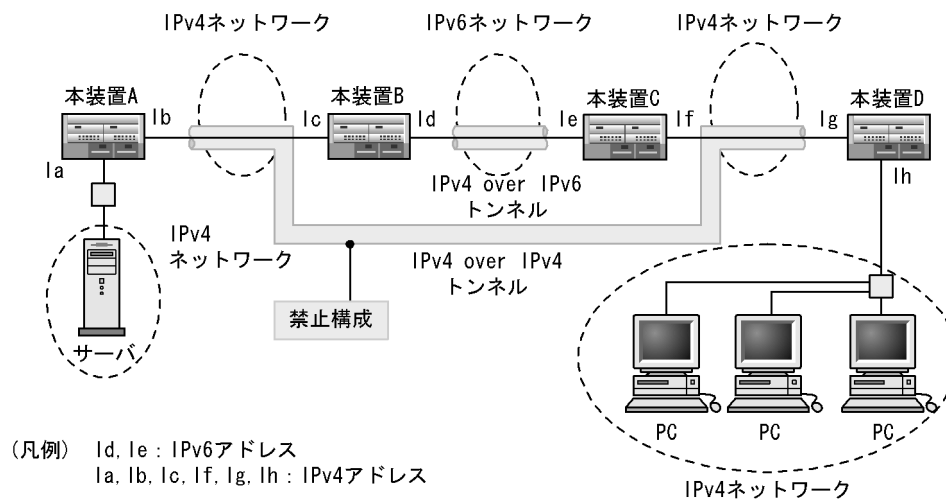 IPv4ネットワーク
IPv6ネットワーク
IPv4ネットワーク
本装置A
本装置B
本装置C
本装置D
Ib
Ic
Id
Ie
If
Ig
Ia
Ih
IPv4 over IPv6
トンネル
IPv4
ネットワーク
IPv4 over IPv4
トンネル
禁止構成
サーバ
PC
PC
PC
IPv4ネットワーク
(凡例) Id,Ie:IPv6アドレス
Ia,Ib,Ic,If,Ig,Ih:IPv4アドレス